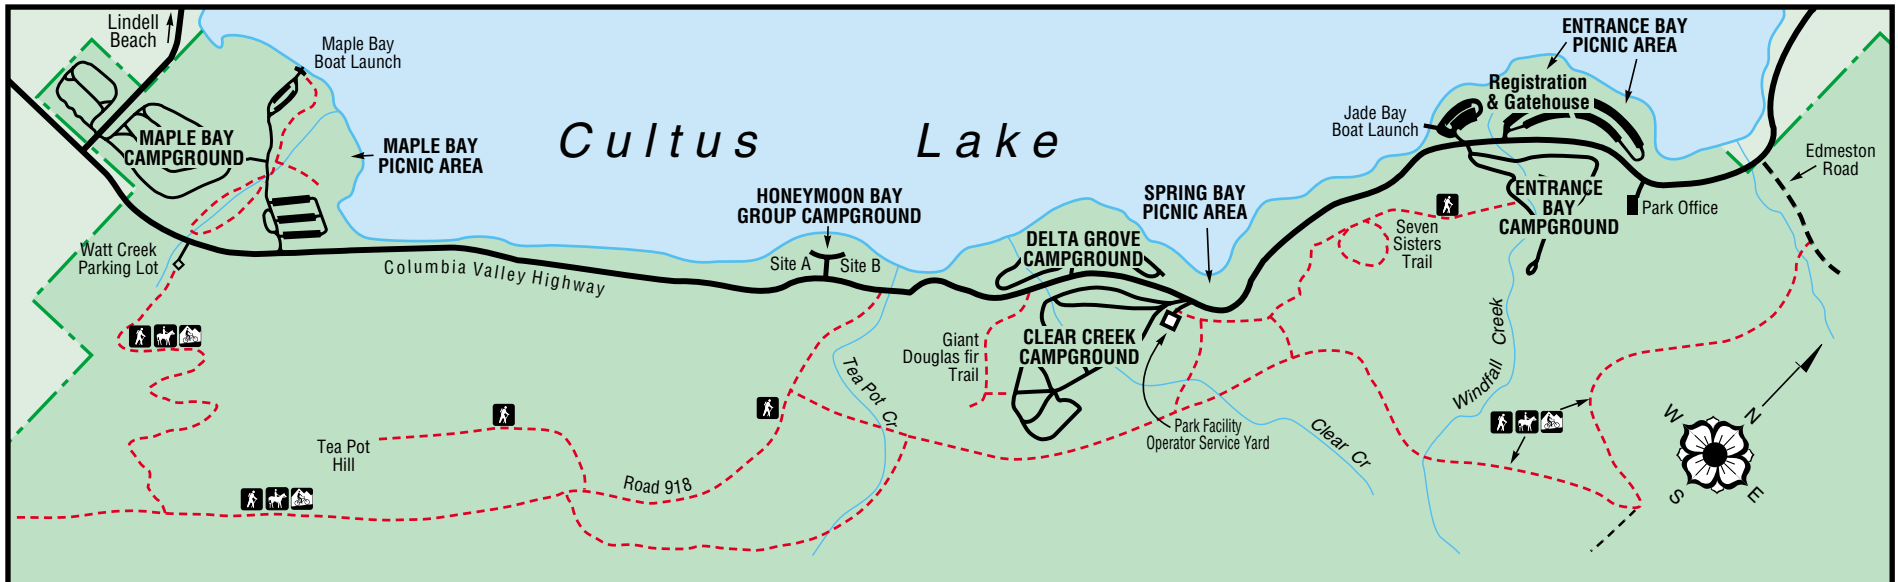 Lindell
Beach
Maple Bay
Boat Launch
MAPLE BAY
CAMPGROUND
MAPLE BAY
PICNIC AREA
Cultus Lake
HONEYMOON BAY
GROUP CAMPGROUND
Site A
Site B
Watt Creek
Parking Lot
Columbia Valley Highway
DELTA GROVE
CAMPGROUND
SPRING BAY
PICNIC AREA
ENTRANCE BAY
PICNIC AREA
Registration
& Gatehouse
Jade Bay
Boat Launch
Edmeston
Road
ENTRANCE
BAY
CAMPGROUND
Park Office
Seven
Sisters
Trail
Giant
Douglas fir
Trail
CLEAR CREEK
CAMPGROUND
Tea Pot Cr
Windfall Creek
Clear Cr
Park Facility
Operator Service Yard
Tea Pot
Hill
Road 918
W
N
S
E